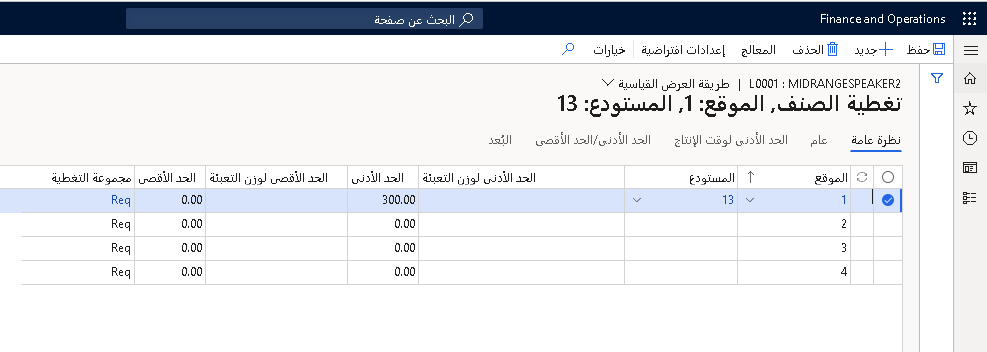 Finance and Operations
البحث عن صفحة
حفظ جديد الحذف المعالج إعدادات افتراضية خيارات
L0001 : MIDRANGESPEAKER2 | طريقة العرض القياسية
تغطية الصنف, الموقع: 1, المستودع: 13
نظرة عامة عام الحد الأدنى لوقت الإنتاج الحد الأدنى/الحد الأقصى البُعد
الموقع المستودع الحد الأدنى لوزن التعبئة الحد الأدنى الحد الأقصى لوزن التعبئة الحد الأقصى مجموعة التغطية
1 13 300.00 0.00 Req
2 0.00 0.00 Req
3 0.00 0.00 Req
4 0.00 0.00 Req